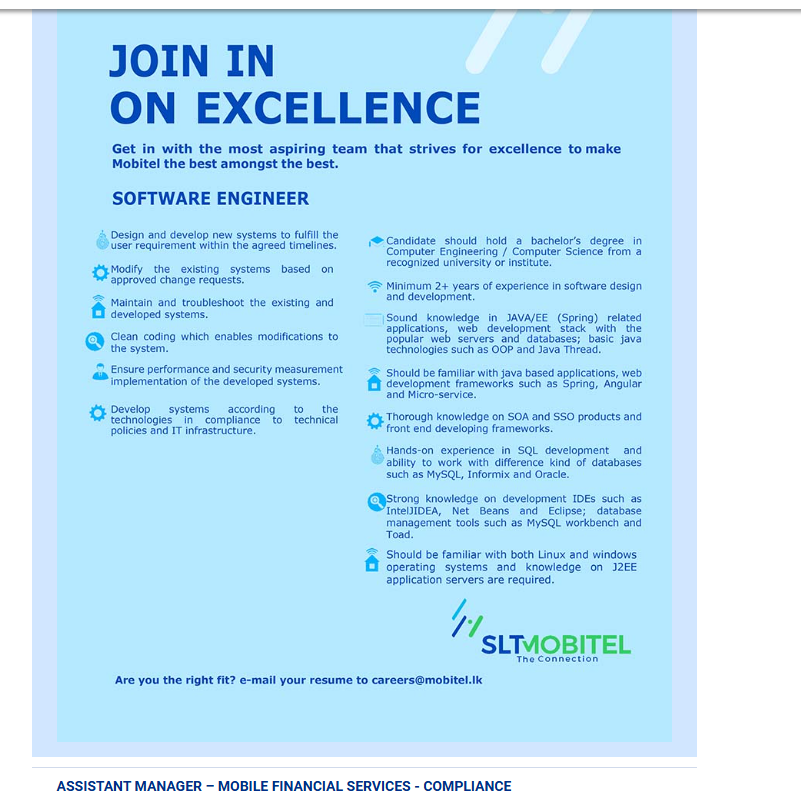 JOIN IN
ON EXCELLENCE
Get in with the most aspiring team that strives for excellence to make
Mobitel the best amongst the best.
SOFTWARE ENGINEER
Design and develop new systems to fulfill the
user requirement within the agreed timelines.
Modify the existing systems based on
approved change requests.
Maintain and troubleshoot the existing and
developed systems.
Clean coding which enables modifications to
the system.
Ensure performance and security measurement
implementation of the developed systems.
Develop systems according to the
technologies in compliance to technical
policies and IT infrastructure.
Candidate should hold a bachelor's degree in
Computer Engineering / Computer Science from a
recognized university or institute.
Minimum 2+ years of experience in software design
and development.
Sound knowledge in JAVA/EE (Spring) related
applications, web development stack with the
popular web servers and databases; basic java
technologies such as OOP and Java Thread.
Should be familiar with java based applications, web
development frameworks such as Spring, Angular
and Micro-service.
Thorough knowledge on SOA and SSO products and
front end developing frameworks.
Hands-on experience in SQL development and
ability to work with difference kind of databases
such as MySQL, Informix and Oracle.
Strong knowledge on development IDEs such as
IntelJIDEA, Net Beans and Eclipse; database
management tools such as MySQL workbench and
Toad.
Should be familiar with both Linux and windows
operating systems and knowledge on J2EE
application servers are required.
SLTMOBITEL
The Connection
Are you the right fit? e-mail your resume to careers@mobitel.lk
ASSISTANT MANAGER – MOBILE FINANCIAL SERVICES - COMPLIANCE